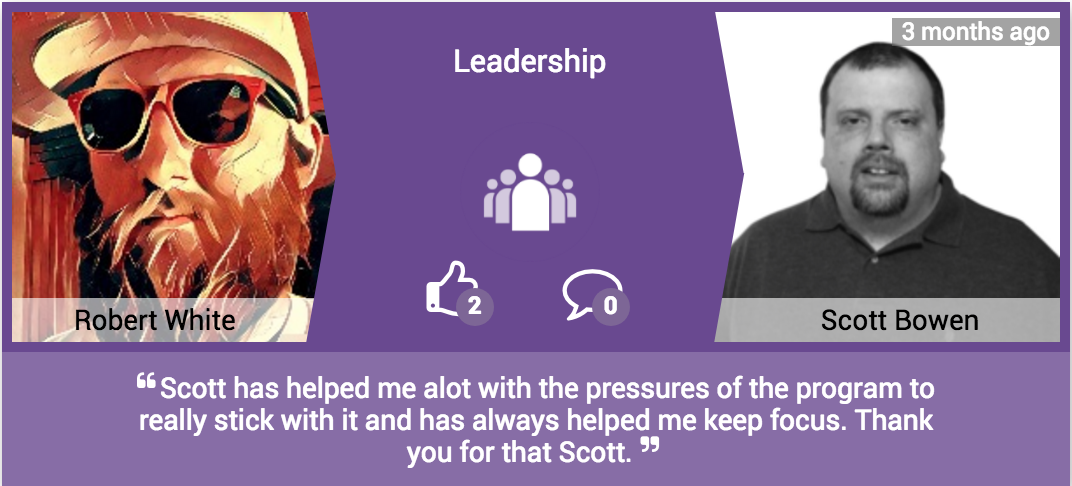 3 months ago
Leadership
2
0
Robert White
Scott Bowen
❝Scott has helped me alot with the pressures of the program to
really stick with it and has always helped me keep focus. Thank
you for that Scott. ❞